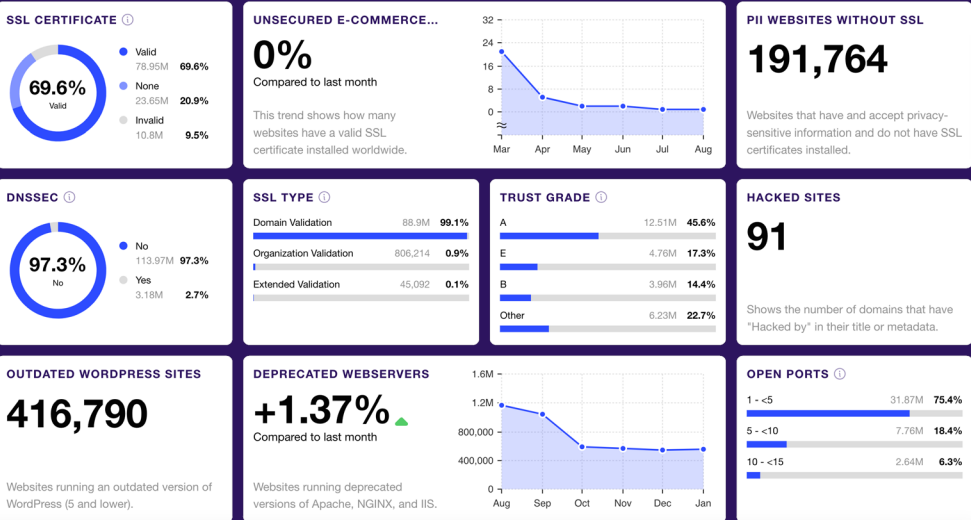 SSL CERTIFICATE
69.6%
Valid
Valid
78.95M 69.6%
None
23.65M 20.9%
Invalid
10.8M 9.5%
UNSECURED E-COMMERCE...
0%
Compared to last month
This trend shows how many
websites have a valid SSL
certificate installed worldwide.
32
24
16
8
0
Mar Apr May Jun Jul Aug
PII WEBSITES WITHOUT SSL
191,764
Websites that have and accept privacy-
sensitive information and do not have SSL
certificates installed.
DNSSEC
97.3%
No
No
113.97M 97.3%
Yes
3.18M 2.7%
SSL TYPE
Domain Validation 88.9M 99.1%
Organization Validation 806,214 0.9%
Extended Validation 45,092 0.1%
TRUST GRADE
A 12.51M 45.6%
E 4.76M 17.3%
B 3.96M 14.4%
Other 6.23M 22.7%
HACKED SITES
91
Shows the number of domains that have
"Hacked by" in their title or metadata.
OUTDATED WORDPRESS SITES
416,790
Websites running an outdated version of
WordPress (5 and lower).
DEPRECATED WEBSERVERS
+1.37%
Compared to last month
Websites running deprecated
versions of Apache, NGINX, and IIS.
1.6M
1.2M
800,000
400,000
0
Aug Sep Oct Nov Dec Jan
OPEN PORTS
1 - <5 31.87M 75.4%
5 - <10 7.76M 18.4%
10 - <15 2.64M 6.3%